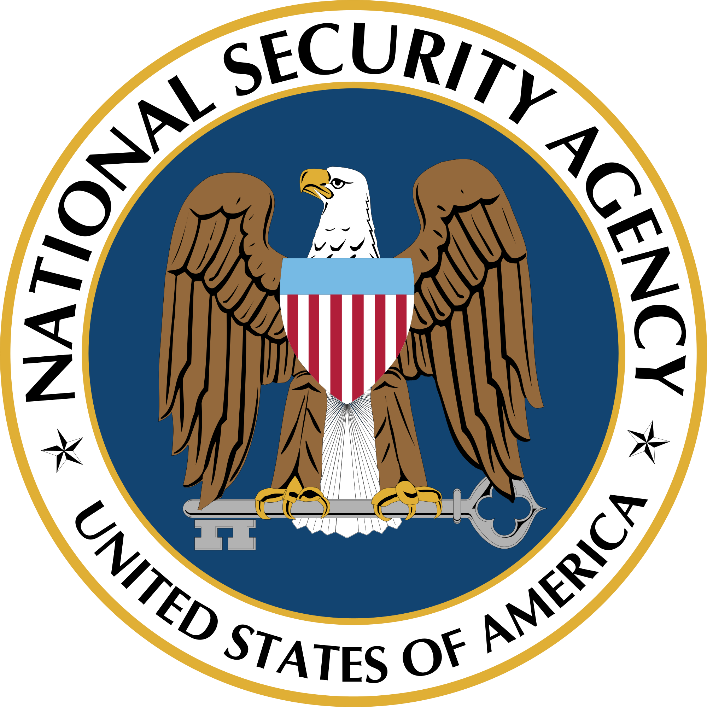 NATIONAL SECURITY AGENCY
UNITED STATES OF AMERICA